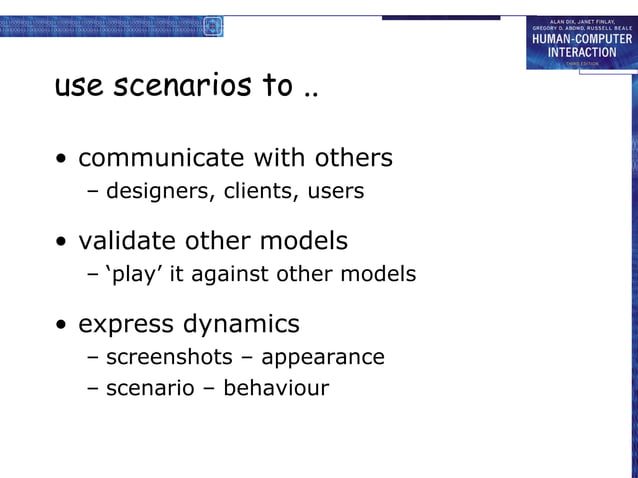 ALAN DIX, JANET FINLAY,
GREGORY D. ABOWD, RUSSELL BEALE
HUMAN-COMPUTER
INTERACTION
THIRD EDITION
use scenarios to ..
• communicate with others
– designers, clients, users
• validate other models
– ‘play’ it against other models
• express dynamics
– screenshots – appearance
– scenario – behaviour